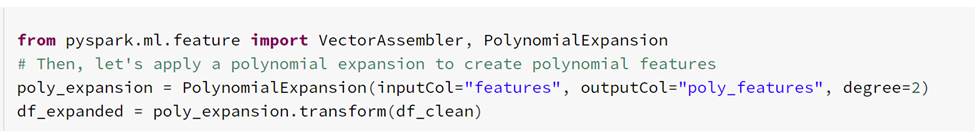 from pyspark.ml.feature import VectorAssembler, PolynomialExpansion
# Then, let's apply a polynomial expansion to create polynomial features
poly_expansion = PolynomialExpansion(inputCol="features", outputCol="poly_features", degree=2)
df_expanded = poly_expansion.transform(df_clean)